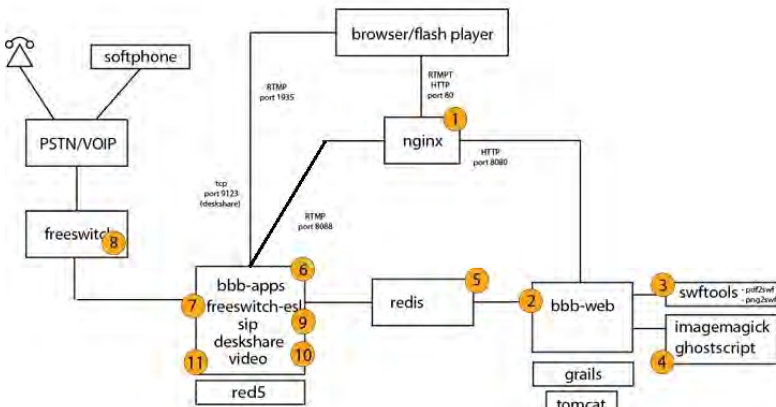 browser/flash player
softphone
RTMP
port 1935
RTMPT
HTTP
port 80
1
nginx
PSTN/VOIP
HTTP
port 8080
tcp
port 9123
(deskshare)
RTMP
port 8088
freeswitch
8
6
bbb-apps
7
freeswitch-esl
sip
9
deskshare
video
10
11
red5
5
redis
2
bbb-web
3
swftools
- pdf2swf
- png2swf
imagemagick
ghostscript
4
grails
tomcat